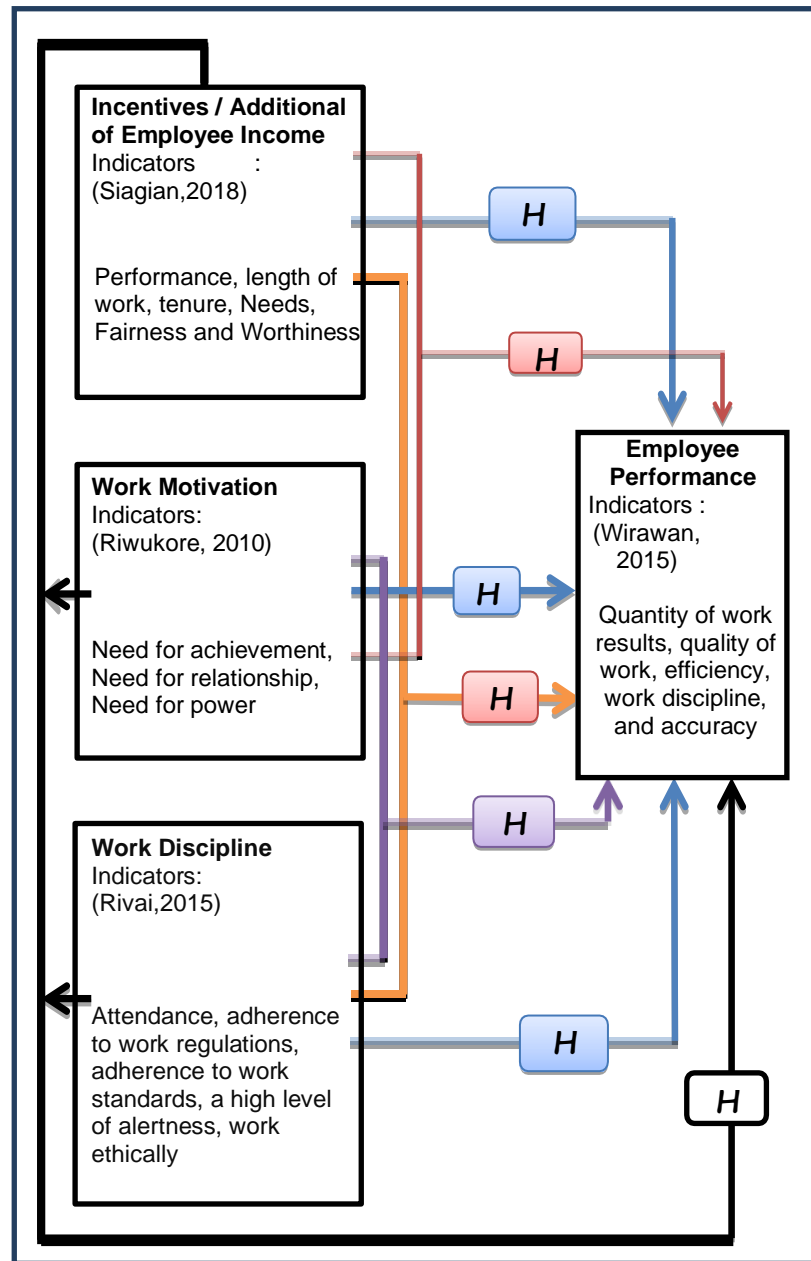 Incentives / Additional
of Employee Income
Indicators :
(Siagian,2018)
Performance, length of
work, tenure, Needs,
Fairness and Worthiness
H
H
Work Motivation
Indicators:
(Riwukore, 2010)
Need for achievement,
Need for relationship,
Need for power
H
H
H
Employee
Performance
Indicators :
(Wirawan,
2015)
Quantity of work
results, quality of
work, efficiency,
work discipline,
and accuracy
Work Discipline
Indicators:
(Rivai,2015)
Attendance, adherence
to work regulations,
adherence to work
standards, a high level
of alertness, work
ethically
H
H